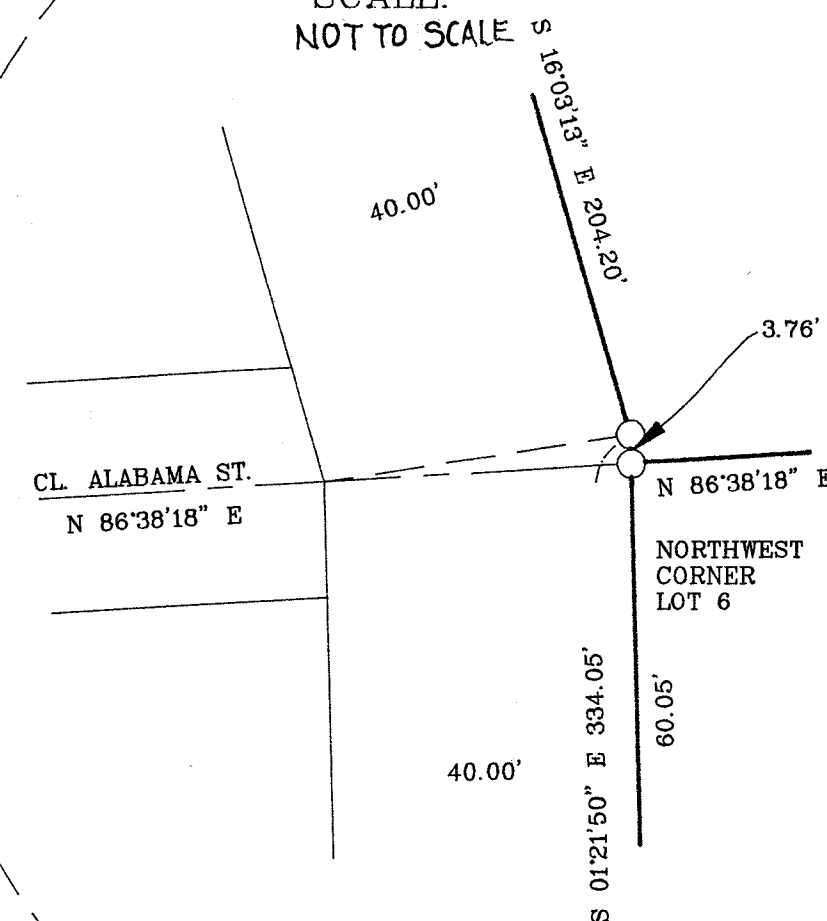 SCALE:
NOT TO SCALE
S 16°03'13" E 204.20'
40.00'
3.76'
CL. ALABAMA ST.
N 86°38'18" E
N 86°38'18" E
NORTHWEST
CORNER
LOT 6
S 01°21'50" E 334.05'
60.05'
40.00'